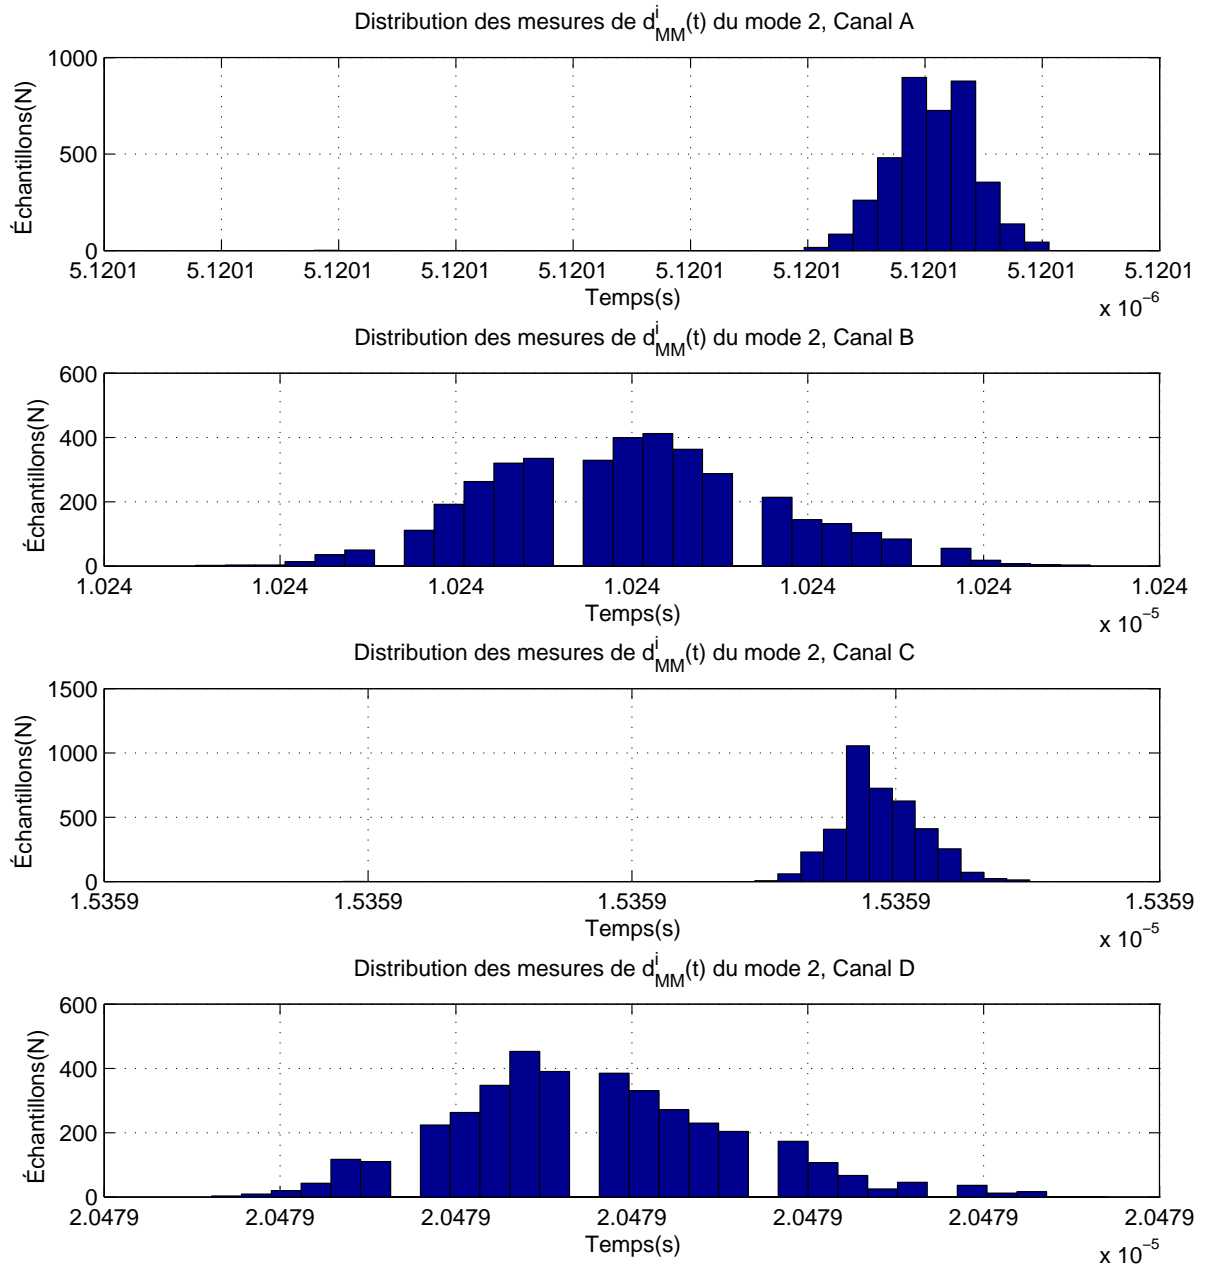 Distribution des mesures de d^i_MM(t) du mode 2, Canal A
Échantillons(N)
1000
500
0
5.1201 5.1201 5.1201 5.1201 5.1201 5.1201 5.1201 5.1201 5.1201 5.1201
Temps(s)
x 10^−6
Distribution des mesures de d^i_MM(t) du mode 2, Canal B
Échantillons(N)
600
400
200
0
1.024 1.024 1.024 1.024 1.024 1.024 1.024
Temps(s)
x 10^−5
Distribution des mesures de d^i_MM(t) du mode 2, Canal C
Échantillons(N)
1500
1000
500
0
1.5359 1.5359 1.5359 1.5359 1.5359
Temps(s)
x 10^−5
Distribution des mesures de d^i_MM(t) du mode 2, Canal D
Échantillons(N)
600
400
200
0
2.0479 2.0479 2.0479 2.0479 2.0479 2.0479 2.0479
Temps(s)
x 10^−5